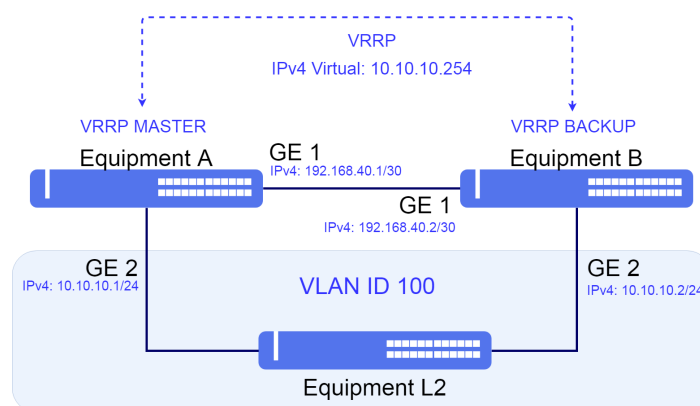 VRRP
IPv4 Virtual: 10.10.10.254
VRRP MASTER
VRRP BACKUP
Equipment A
Equipment B
GE 1
IPv4: 192.168.40.1/30
GE 1
IPv4: 192.168.40.2/30
GE 2
IPv4: 10.10.10.1/24
VLAN ID 100
GE 2
IPv4: 10.10.10.2/24
Equipment L2